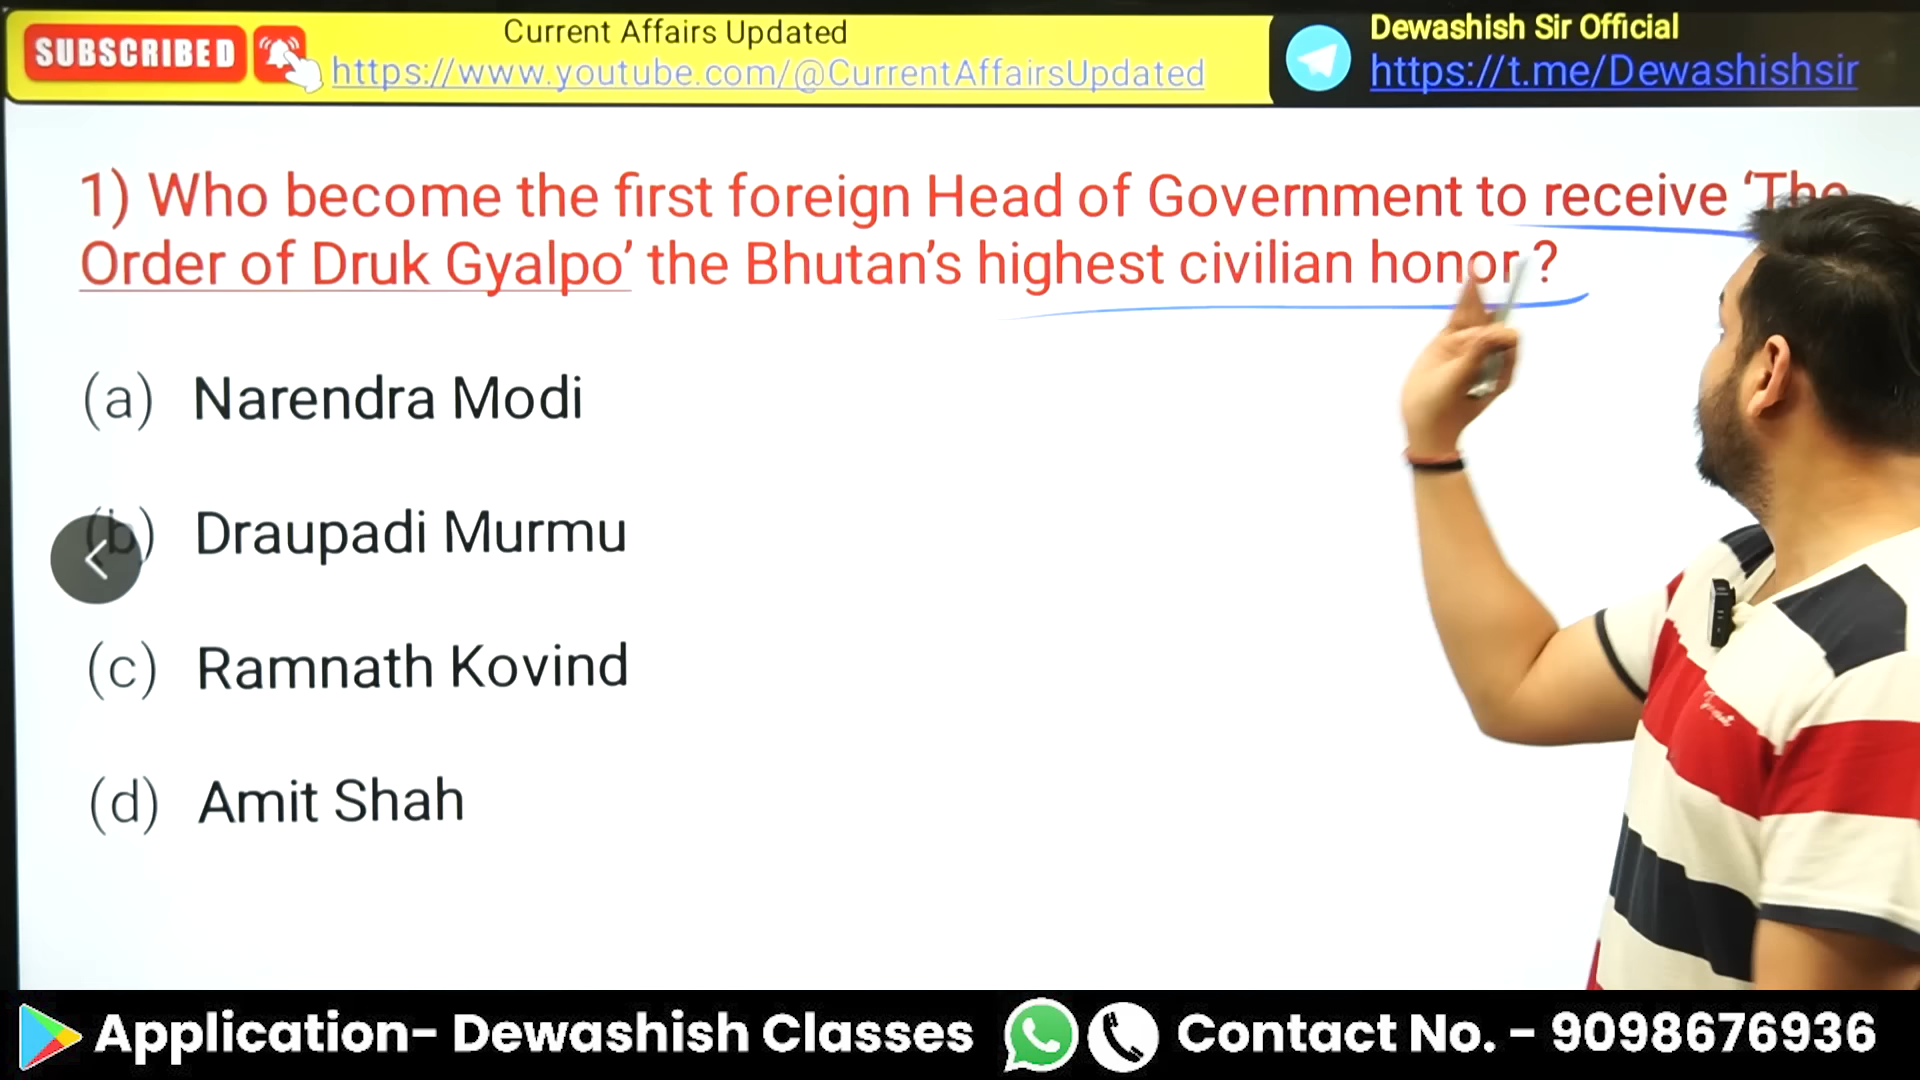 SUBSCRIBED
Current Affairs Updated
https://www.youtube.com/@CurrentAffairsUpdated
Dewashish Sir Official
https://t.me/Dewashishsir
1) Who become the first foreign Head of Government to receive ‘The
Order of Druk Gyalpo’ the Bhutan’s highest civilian honor ?
(a) Narendra Modi
(b) Draupadi Murmu
(c) Ramnath Kovind
(d) Amit Shah
Application- Dewashish Classes
Contact No. - 9098676936